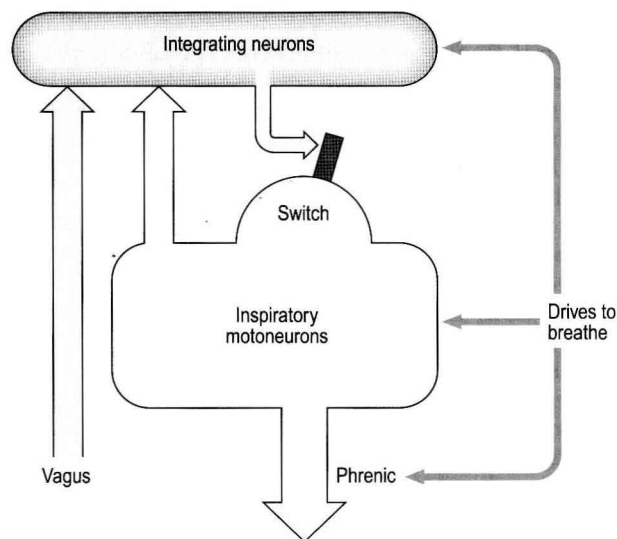 Integrating neurons
Switch
Inspiratory
motoneurons
Drives to
breathe
Vagus
Phrenic